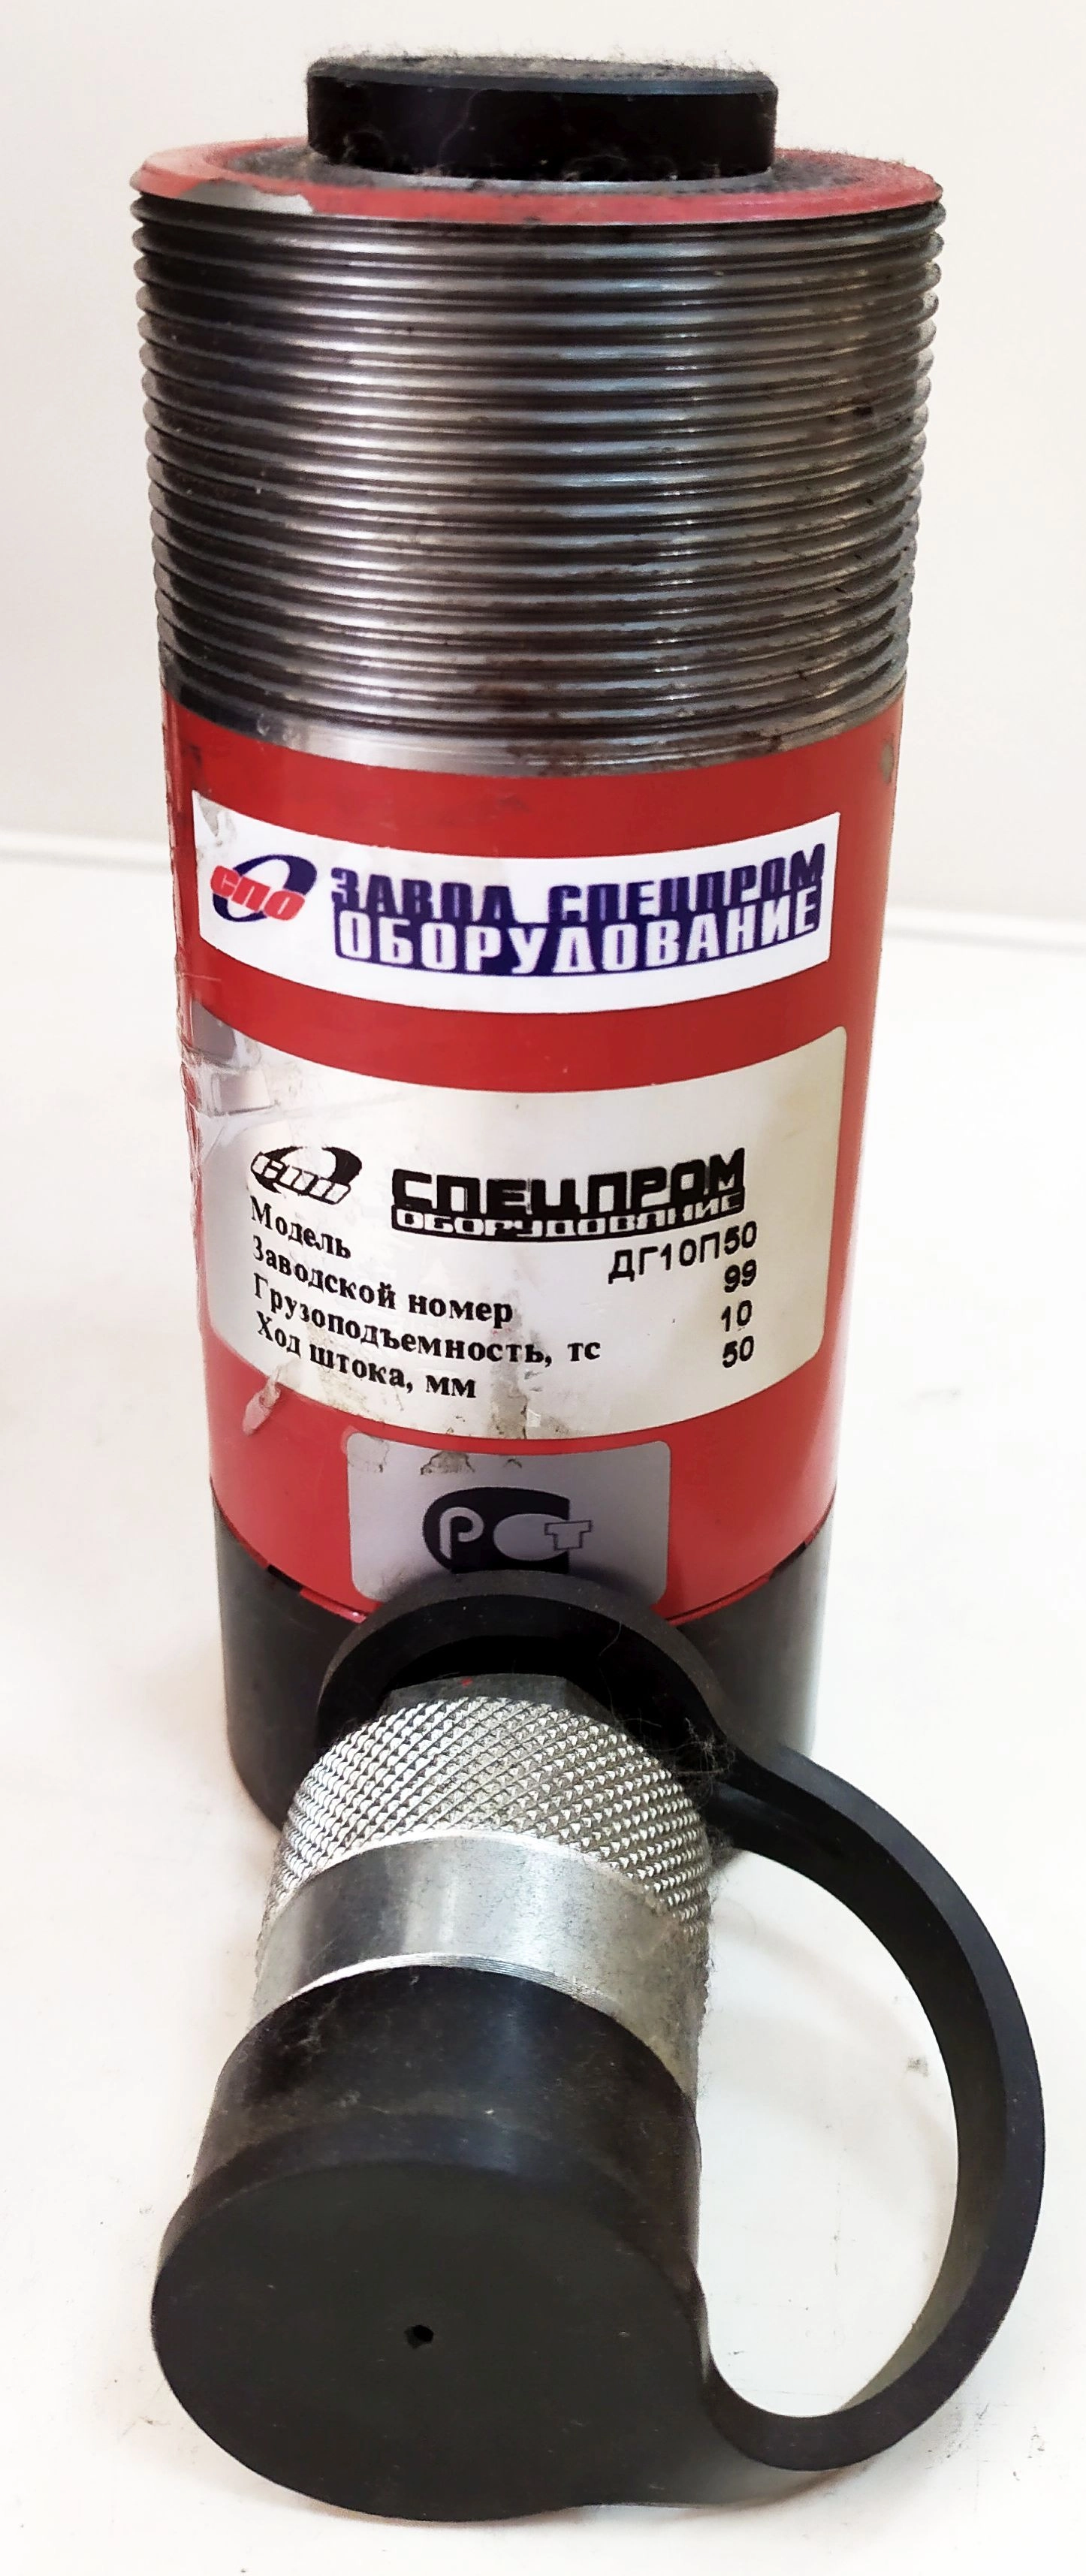 СПО ЗАВОД СПЕЦПРОМ
ОБОРУДОВАНИЕ
СПО СПЕЦПРОМ
ОБОРУДОВАНИЕ
Модель ДГ10П50
Заводской номер 99
Грузоподъемность, тс 10
Ход штока, мм 50
РСТ